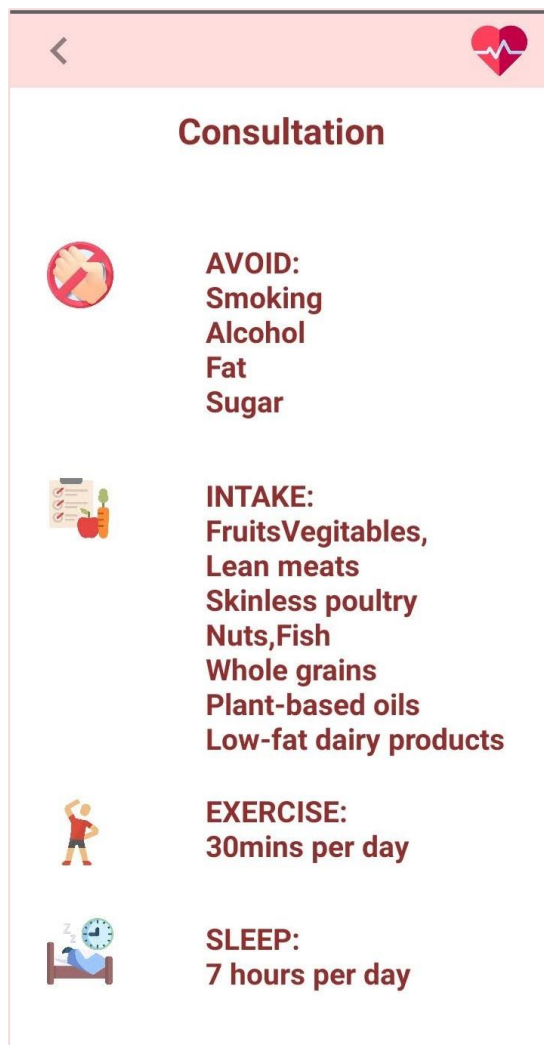 Consultation
AVOID:
Smoking
Alcohol
Fat
Sugar
INTAKE:
FruitsVegitables,
Lean meats
Skinless poultry
Nuts,Fish
Whole grains
Plant-based oils
Low-fat dairy products
EXERCISE:
30mins per day
z
z
SLEEP:
7 hours per day